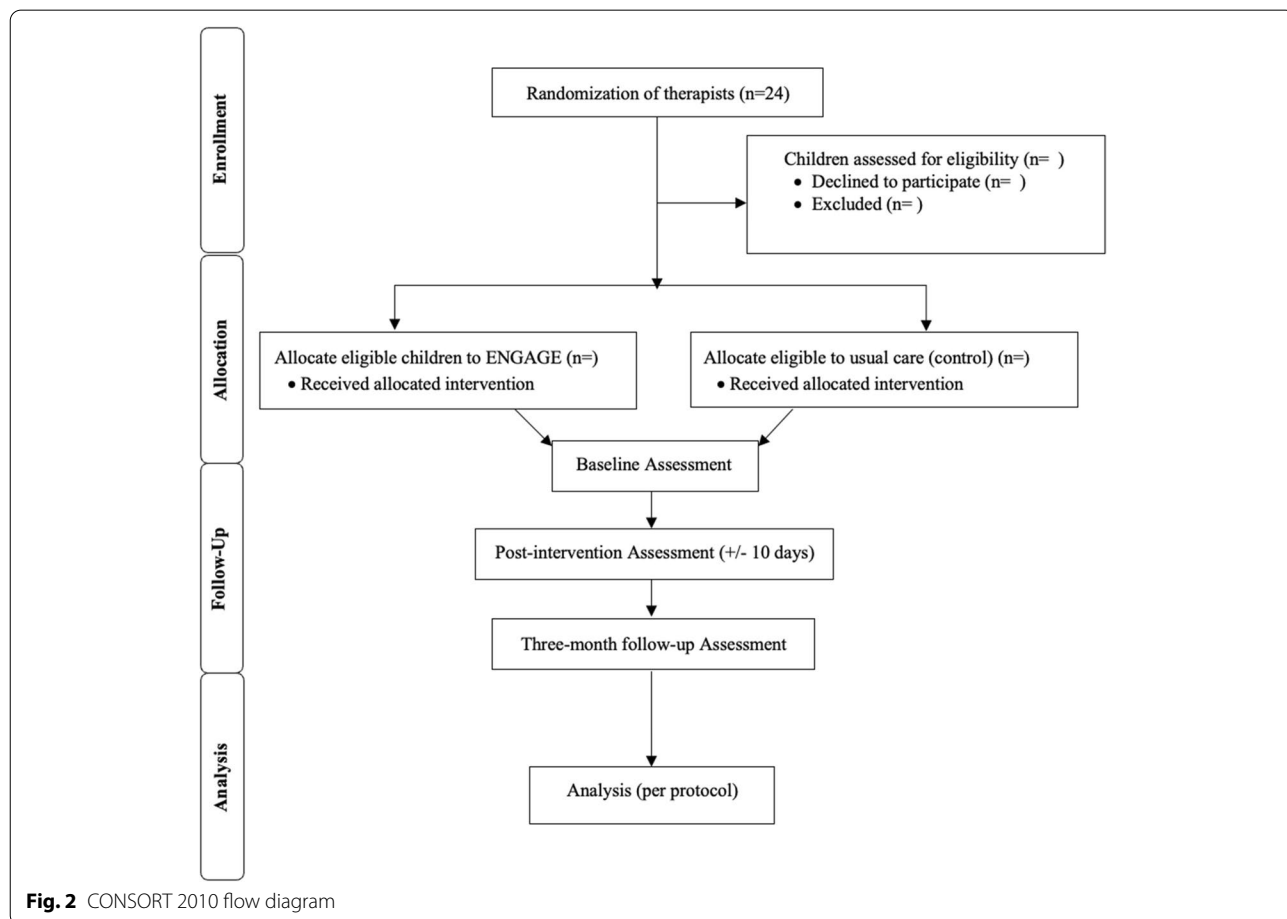 Enrollment
Randomization of therapists (n=24)
Children assessed for eligibility (n= )
• Declined to participate (n= )
• Excluded (n= )
Allocation
Allocate eligible children to ENGAGE (n=)
• Received allocated intervention
Allocate eligible to usual care (control) (n=)
• Received allocated intervention
Baseline Assessment
Follow-Up
Post-intervention Assessment (+/- 10 days)
Three-month follow-up Assessment
Analysis
Analysis (per protocol)
Fig. 2 CONSORT 2010 flow diagram